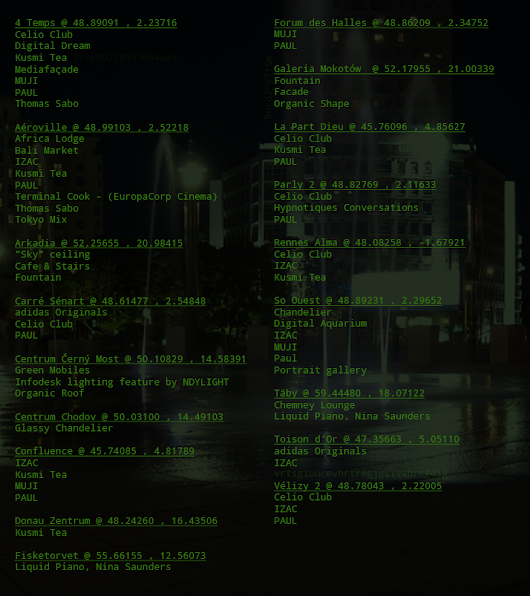 4 Temps @ 48.89091 , 2.23716
Celio Club
Digital Dream
Kusmi Tea
Mediafaçade
MUJI
PAUL
Thomas Sabo
Aéroville @ 48.99103 , 2.52218
Africa Lodge
Bali Market
IZAC
Kusmi Tea
PAUL
Terminal Cook - (EuropaCorp Cinema)
Thomas Sabo
Tokyo Mix
Arkadia @ 52.25655 , 20.98415
"Sky" ceiling
Cafe & Stairs
Fountain
Carré Sénart @ 48.61477 , 2.54848
adidas Originals
Celio Club
PAUL
Centrum Černý Most @ 50.10829 , 14.58391
Green Mobiles
Infodesk lighting feature by NDYLIGHT
Organic Roof
Centrum Chodov @ 50.03100 , 14.49103
Glassy Chandelier
Confluence @ 45.74085 , 4.81789
IZAC
Kusmi Tea
MUJI
PAUL
Donau Zentrum @ 48.24260 , 16.43506
Kusmi Tea
Fisketorvet @ 55.66155 , 12.56073
Liquid Piano, Nina Saunders
Forum des Halles @ 48.86209 , 2.34752
MUJI
PAUL
Galeria Mokotów  @ 52.17955 , 21.00339
Fountain
Facade
Organic Shape
La Part Dieu @ 45.76096 , 4.85627
Celio Club
Kusmi Tea
PAUL
Parly 2 @ 48.82769 , 2.11633
Celio Club
Hypnotiques Conversations
PAUL
Rennes Alma @ 48.08258 , -1.67921
Celio Club
IZAC
Kusmi Tea
So Ouest @ 48.89231 , 2.29652
Chandelier
Digital Aquarium
IZAC
MUJI
Paul
Portrait gallery
Täby @ 59.44480 , 18.07122
Chemney Lounge
Liquid Piano, Nina Saunders
Toison d'Or @ 47.35663 , 5.05110
adidas Originals
IZAC
Vélizy 2 @ 48.78043 , 2.22005
Celio Club
IZAC
PAUL